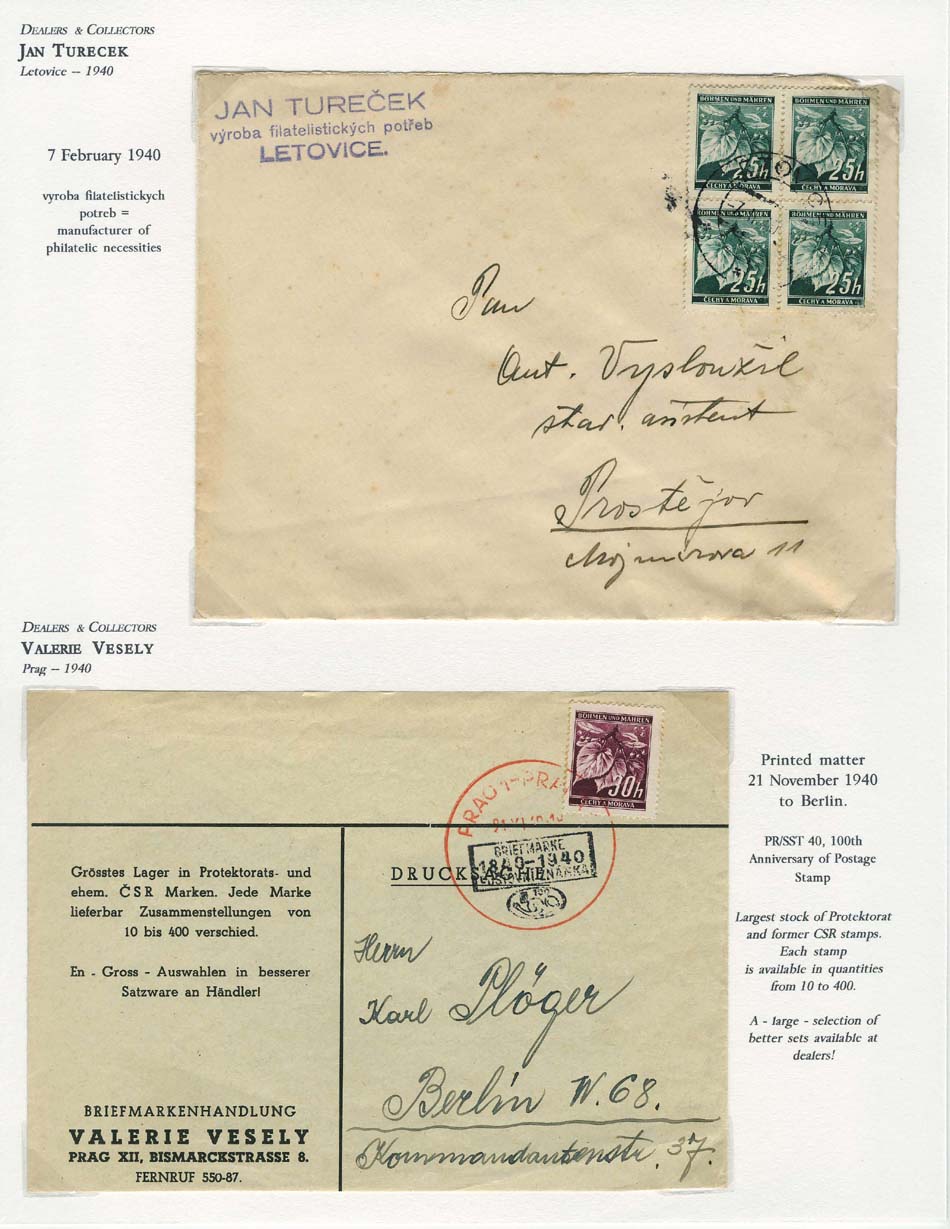 DEALERS & COLLECTORS
JAN TURECEK
Letovice -- 1940
7 February 1940
vyroba filatelistickych
potreb =
manufacturer of
philatelic necessities
JAN TUREČEK
výroba filatelistických potřeb
LETOVICE.
BÖHMEN UND MÄHREN
25h
ČECHY A MORAVA
BÖHMEN UND MÄHREN
25h
ČECHY A MORAVA
BÖHMEN UND MÄHREN
25h
ČECHY A MORAVA
BÖHMEN UND MÄHREN
25h
ČECHY A MORAVA
Pan
Ant. Vysloužil
stav. asistent
Prostějov
Mojmírova 11
DEALERS & COLLECTORS
VALERIE VESELY
Prag -- 1940
BÖHMEN UND MÄHREN
30h
ČECHY A MORAVA
PRAG 1-PRA
BRIEFMARKE
1840-1940
DRUCKSACHE
Grösstes Lager in Protektorats- und
ehem. ČSR Marken. Jede Marke
lieferbar Zusammenstellungen von
10 bis 400 verschied.
En - Gross - Auswahlen in besserer
Satzware an Händler!
BRIEFMARKENHANDLUNG
VALERIE VESELY
PRAG XII, BISMARCKSTRASSE 8.
FERNRUF 550-87.
Herrn
Karl Plöger
Berlin W. 68.
Kommandantenstr. 37.
Printed matter
21 November 1940
to Berlin.
PR/SST 40, 100th
Anniversary of Postage
Stamp
Largest stock of Protektorat
and former CSR stamps.
Each stamp
is available in quantities
from 10 to 400.
A - large - selection of
better sets available at
dealers!